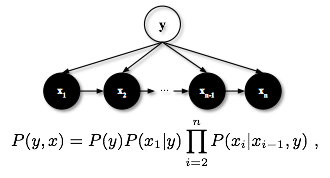 y
x1 x2 ... xn-1 xn
P(y, x) = P(y)P(x1|y) ∏_{i=2}^{n} P(xi|xi−1, y) ,